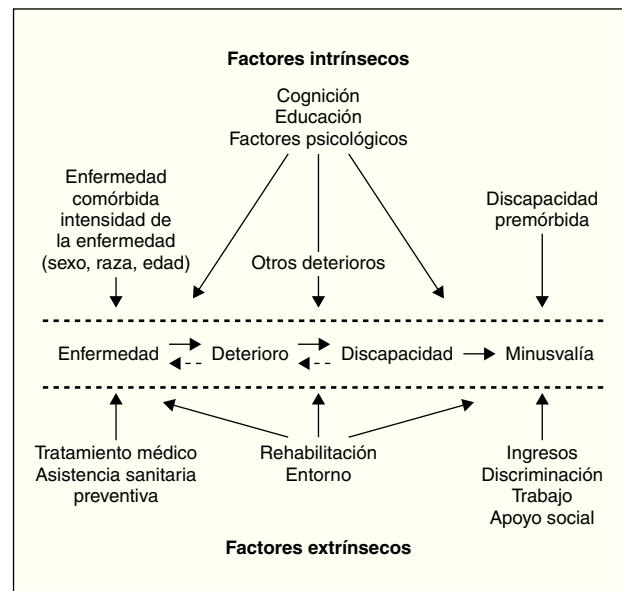 Factores intrínsecos
Cognición
Educación
Factores psicológicos
Enfermedad
comórbida
intensidad de
la enfermedad
(sexo, raza, edad)
Otros deterioros
Discapacidad
premórbida
Enfermedad
Deterioro
Discapacidad
Minusvalía
Tratamiento médico
Asistencia sanitaria
preventiva
Rehabilitación
Entorno
Ingresos
Discriminación
Trabajo
Apoyo social
Factores extrínsecos